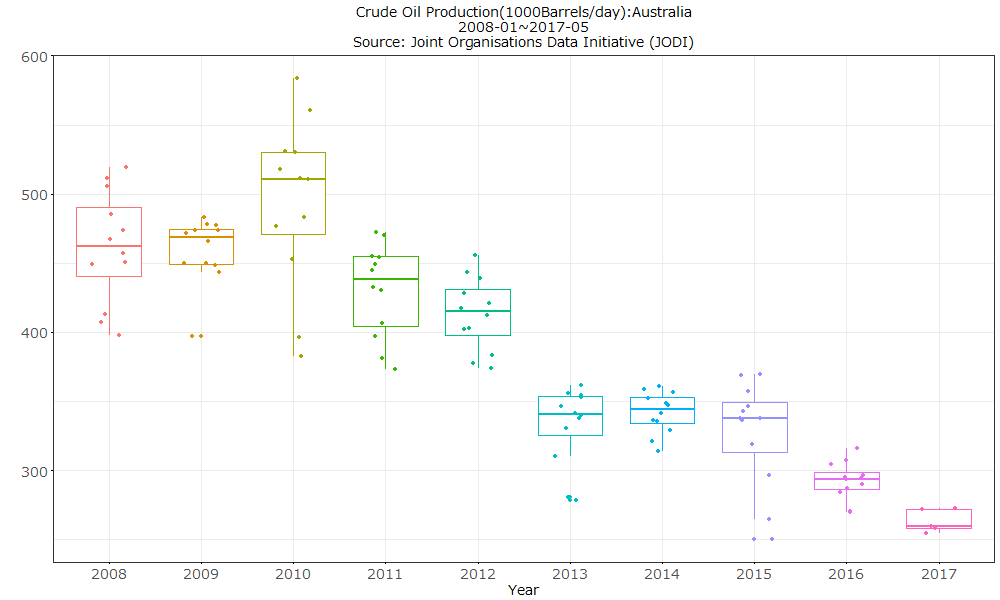 Crude Oil Production(1000Barrels/day):Australia
2008-01~2017-05
Source: Joint Organisations Data Initiative (JODI)
600
500
400
300
2008 2009 2010 2011 2012 2013 2014 2015 2016 2017
Year